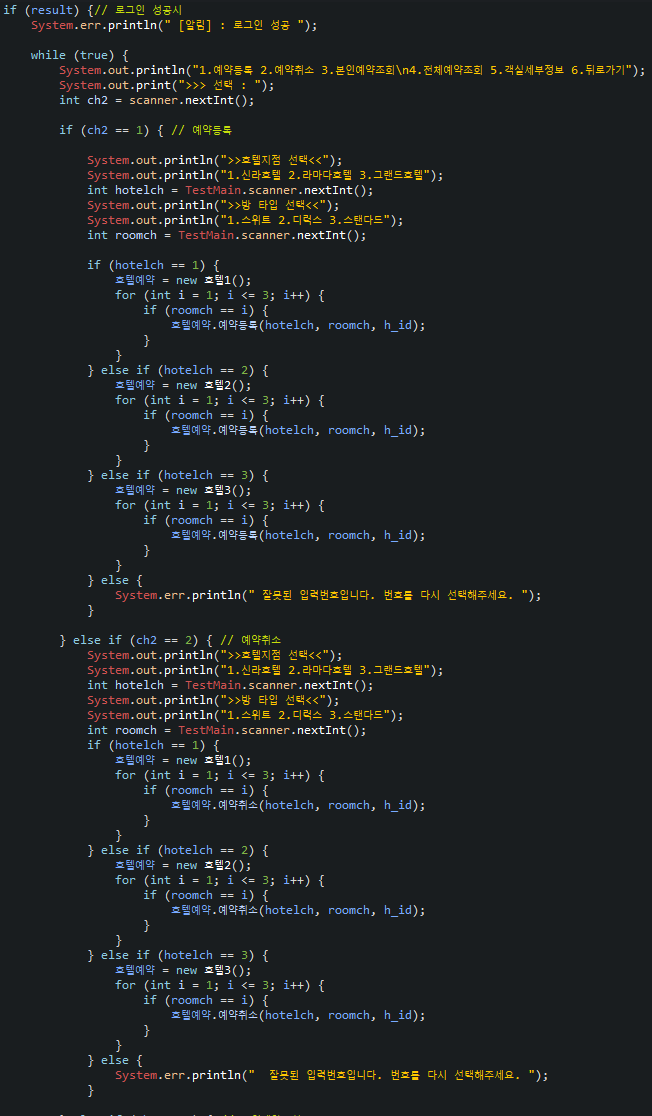 if (result) {// 로그인 성공시
System.err.println(" [알림] : 로그인 성공 ");
while (true) {
System.out.println("1.예약등록 2.예약취소 3.본인예약조회\n4.전체예약조회 5.객실세부정보 6.뒤로가기");
System.out.print(">>> 선택 : ");
int ch2 = scanner.nextInt();
if (ch2 == 1) { // 예약등록
System.out.println(">>호텔지점 선택<<");
System.out.println("1.신라호텔 2.라마다호텔 3.그랜드호텔");
int hotelch = TestMain.scanner.nextInt();
System.out.println(">>방 타입 선택<<");
System.out.println("1.스위트 2.디럭스 3.스탠다드");
int roomch = TestMain.scanner.nextInt();
if (hotelch == 1) {
호텔예약 = new 호텔1();
for (int i = 1; i <= 3; i++) {
if (roomch == i) {
호텔예약.예약등록(hotelch, roomch, h_id);
}
}
} else if (hotelch == 2) {
호텔예약 = new 호텔2();
for (int i = 1; i <= 3; i++) {
if (roomch == i) {
호텔예약.예약등록(hotelch, roomch, h_id);
}
}
} else if (hotelch == 3) {
호텔예약 = new 호텔3();
for (int i = 1; i <= 3; i++) {
if (roomch == i) {
호텔예약.예약등록(hotelch, roomch, h_id);
}
}
} else {
System.err.println(" 잘못된 입력번호입니다. 번호를 다시 선택해주세요. ");
}
} else if (ch2 == 2) { // 예약취소
System.out.println(">>호텔지점 선택<<");
System.out.println("1.신라호텔 2.라마다호텔 3.그랜드호텔");
int hotelch = TestMain.scanner.nextInt();
System.out.println(">>방 타입 선택<<");
System.out.println("1.스위트 2.디럭스 3.스탠다드");
int roomch = TestMain.scanner.nextInt();
if (hotelch == 1) {
호텔예약 = new 호텔1();
for (int i = 1; i <= 3; i++) {
if (roomch == i) {
호텔예약.예약취소(hotelch, roomch, h_id);
}
}
} else if (hotelch == 2) {
호텔예약 = new 호텔2();
for (int i = 1; i <= 3; i++) {
if (roomch == i) {
호텔예약.예약취소(hotelch, roomch, h_id);
}
}
} else if (hotelch == 3) {
호텔예약 = new 호텔3();
for (int i = 1; i <= 3; i++) {
if (roomch == i) {
호텔예약.예약취소(hotelch, roomch, h_id);
}
}
} else {
System.err.println("  잘못된 입력번호입니다. 번호를 다시 선택해주세요. ");
}